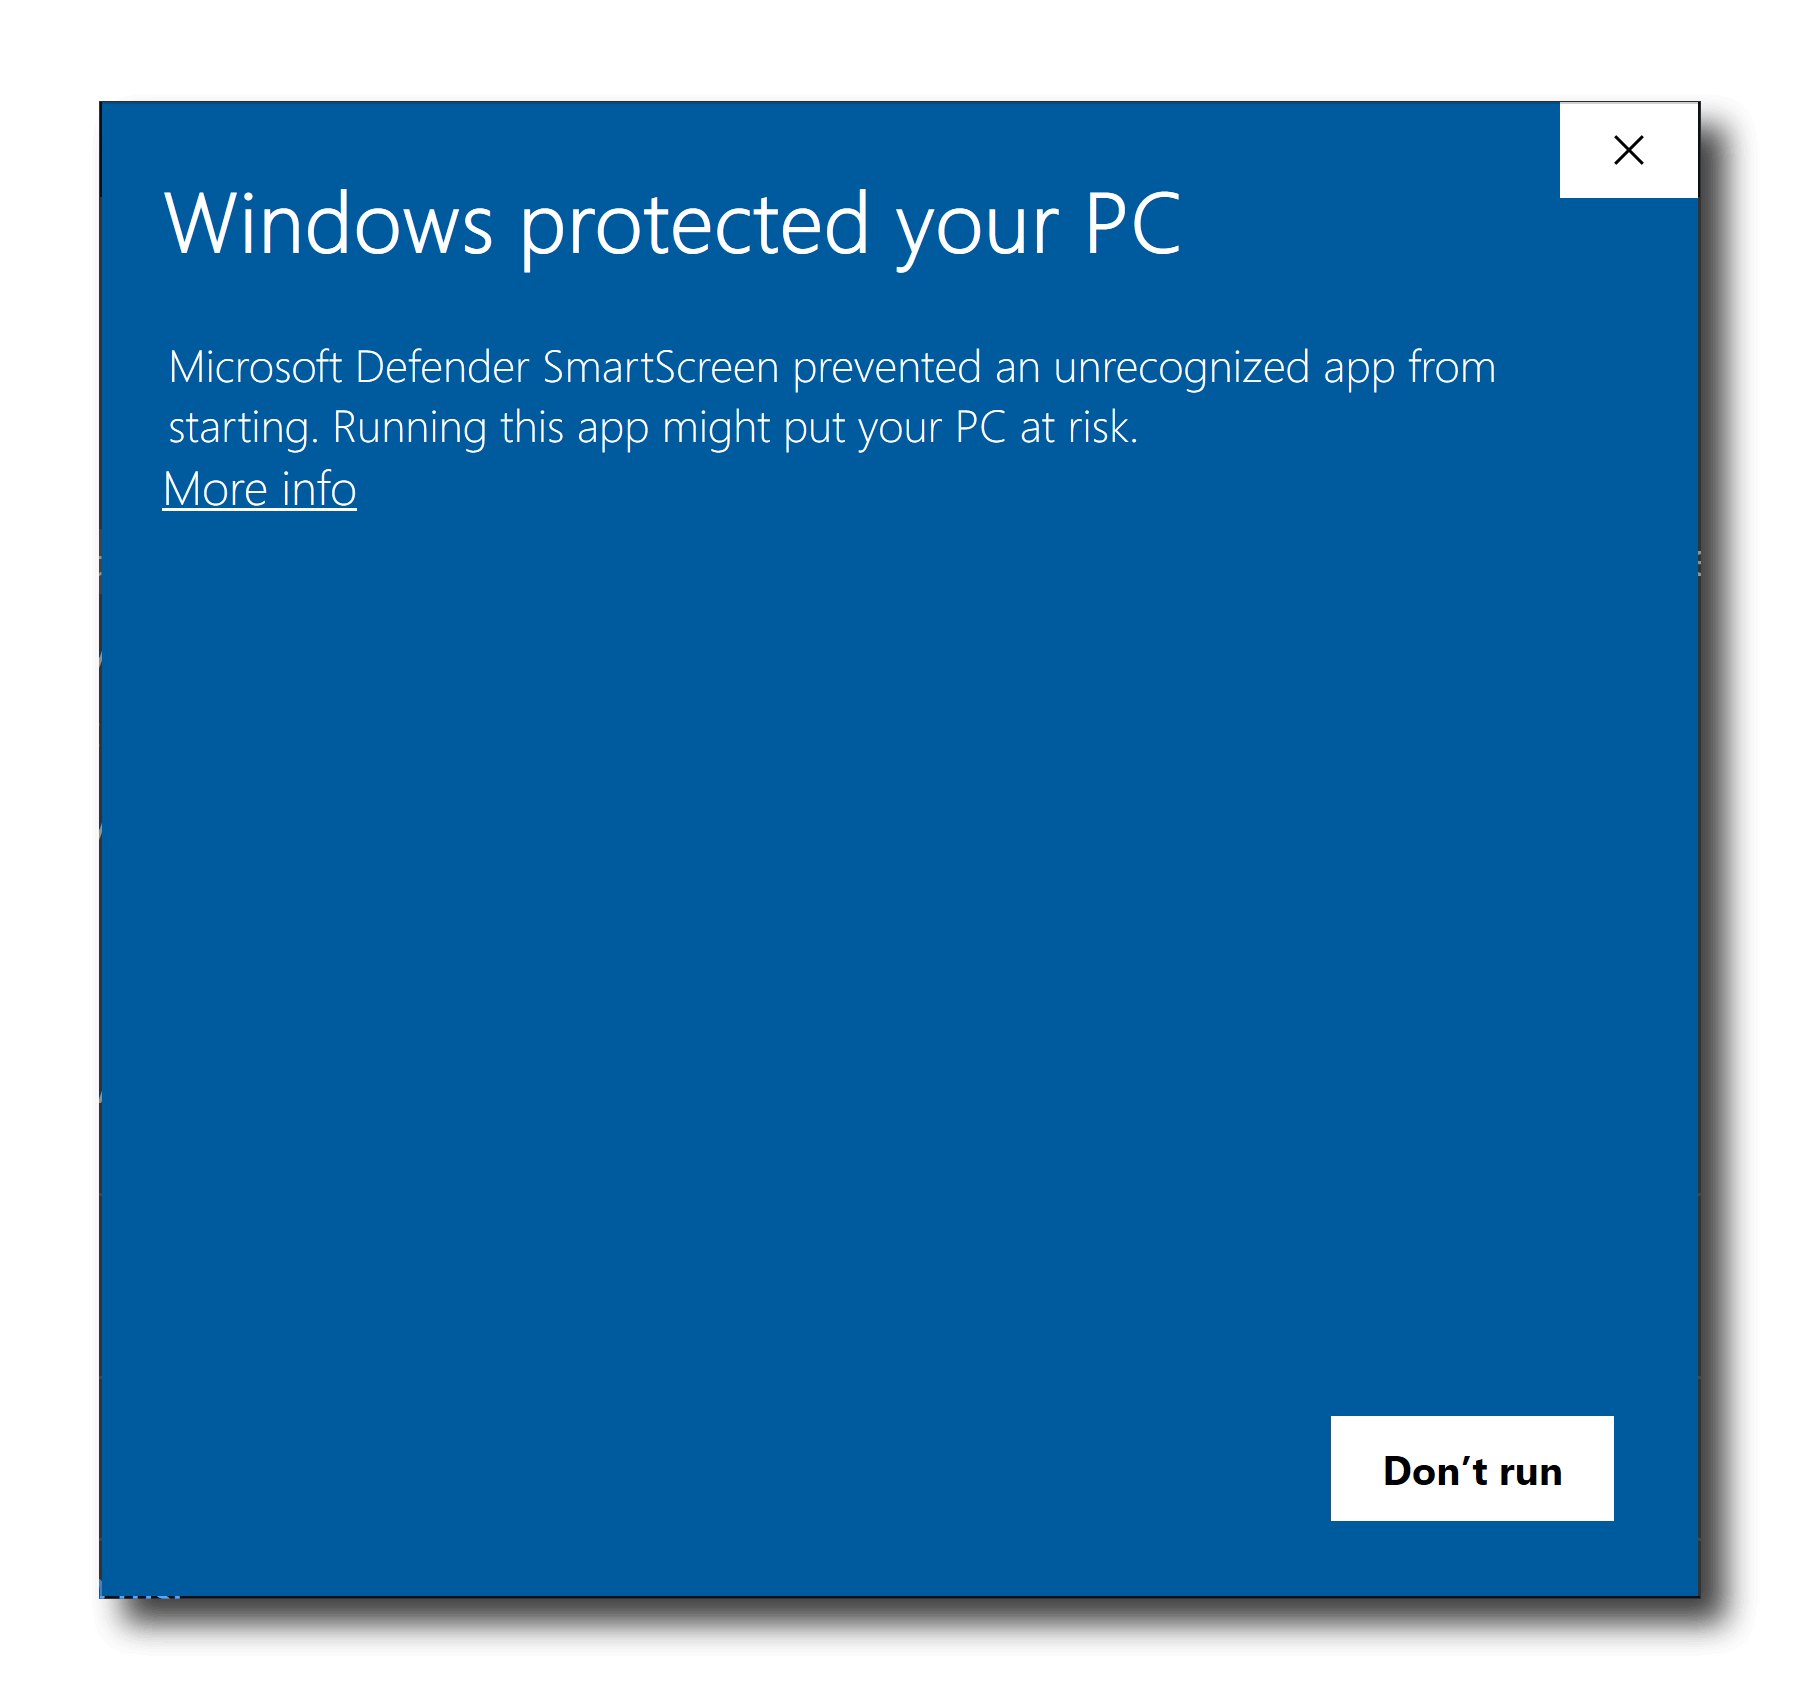 Windows protected your PC
Microsoft Defender SmartScreen prevented an unrecognized app from
starting. Running this app might put your PC at risk.
More info
Don’t run